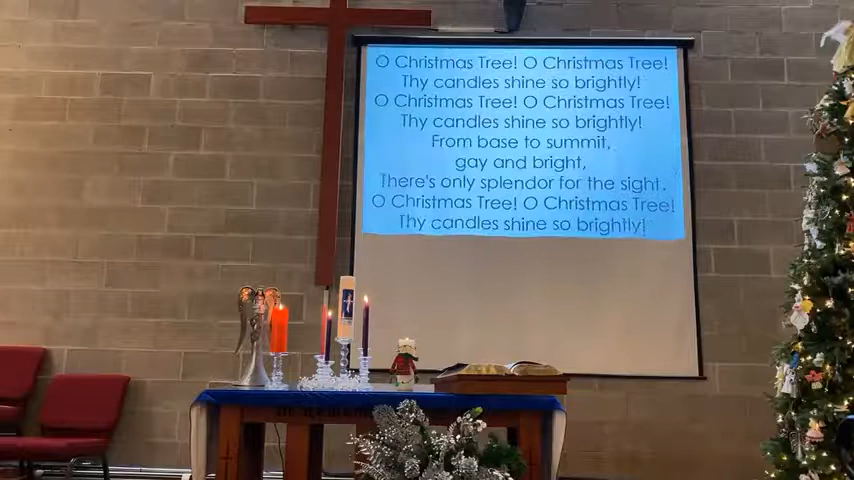 O Christmas Tree! O Christmas Tree!
Thy candles shine so brightly!
O Christmas Tree! O Christmas Tree!
Thy candles shine so brightly!
From base to summit,
gay and bright,
There's only splendor for the sight.
O Christmas Tree! O Christmas Tree!
Thy candles shine so brightly!